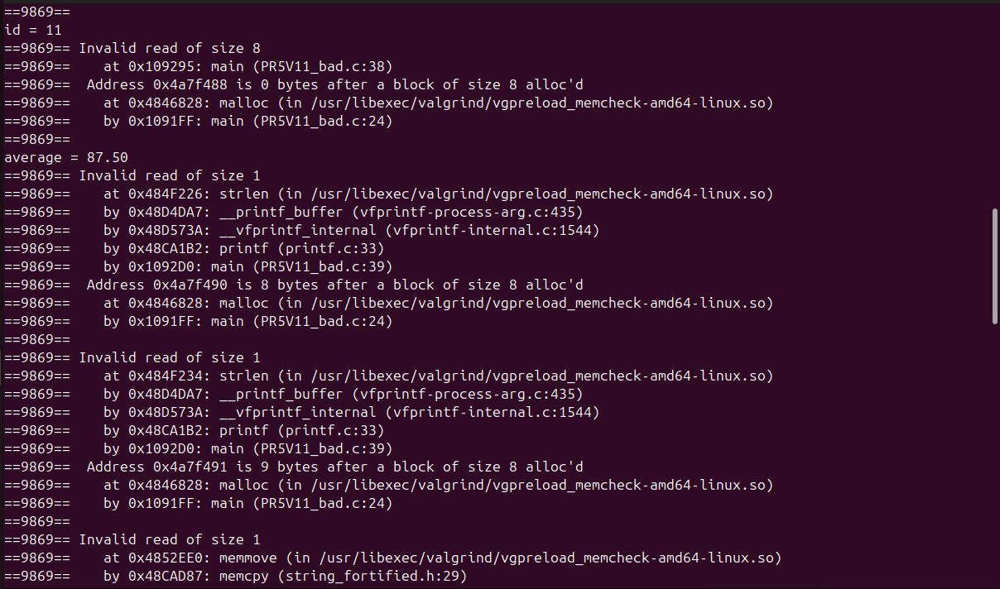 ==9869==
id = 11
==9869== Invalid read of size 8
==9869==    at 0x109295: main (PR5V11_bad.c:38)
==9869==  Address 0x4a7f488 is 0 bytes after a block of size 8 alloc'd
==9869==    at 0x4846828: malloc (in /usr/libexec/valgrind/vgpreload_memcheck-amd64-linux.so)
==9869==    by 0x1091FF: main (PR5V11_bad.c:24)
==9869==
average = 87.50
==9869== Invalid read of size 1
==9869==    at 0x484F226: strlen (in /usr/libexec/valgrind/vgpreload_memcheck-amd64-linux.so)
==9869==    by 0x48D4DA7: __printf_buffer (vfprintf-process-arg.c:435)
==9869==    by 0x48D573A: __vfprintf_internal (vfprintf-internal.c:1544)
==9869==    by 0x48CA1B2: printf (printf.c:33)
==9869==    by 0x1092D0: main (PR5V11_bad.c:39)
==9869==  Address 0x4a7f490 is 8 bytes after a block of size 8 alloc'd
==9869==    at 0x4846828: malloc (in /usr/libexec/valgrind/vgpreload_memcheck-amd64-linux.so)
==9869==    by 0x1091FF: main (PR5V11_bad.c:24)
==9869==
==9869== Invalid read of size 1
==9869==    at 0x484F234: strlen (in /usr/libexec/valgrind/vgpreload_memcheck-amd64-linux.so)
==9869==    by 0x48D4DA7: __printf_buffer (vfprintf-process-arg.c:435)
==9869==    by 0x48D573A: __vfprintf_internal (vfprintf-internal.c:1544)
==9869==    by 0x48CA1B2: printf (printf.c:33)
==9869==    by 0x1092D0: main (PR5V11_bad.c:39)
==9869==  Address 0x4a7f491 is 9 bytes after a block of size 8 alloc'd
==9869==    at 0x4846828: malloc (in /usr/libexec/valgrind/vgpreload_memcheck-amd64-linux.so)
==9869==    by 0x1091FF: main (PR5V11_bad.c:24)
==9869==
==9869== Invalid read of size 1
==9869==    at 0x4852EE0: memmove (in /usr/libexec/valgrind/vgpreload_memcheck-amd64-linux.so)
==9869==    by 0x48CAD87: memcpy (string_fortified.h:29)